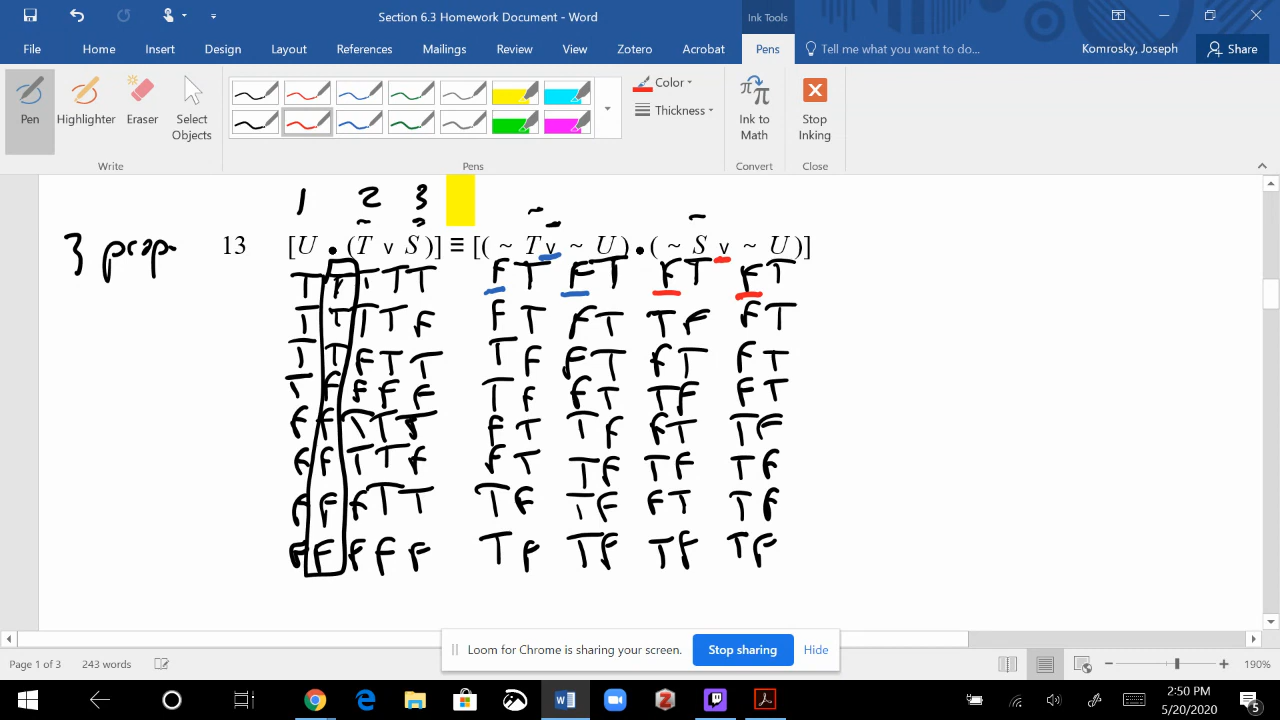 Section 6.3 Homework Document - Word
Ink Tools
File Home Insert Design Layout References Mailings Review View Zotero Acrobat Pens Tell me what you want to do... Komrosky, Joseph Share
Pen Highlighter Eraser Select Objects
Color
Thickness
Ink to Math
Stop Inking
Write Pens Convert Close
1 2 3
3 prop 13 [U • (T v S)] ≡ [( ~ T v ~ U) • ( ~ S v ~ U)]
T T T T T F T F T F T F T
T T T T F F T F T T F F T
T T F T T T F F T F T F T
T F F F F T F F T T F F T
F F T T T F T T F F T T F
F F T T F F T T F T F T F
F F F T T T F T F F T T F
F F F F F T F T F T F T F
Loom for Chrome is sharing your screen. Stop sharing Hide
Page 1 of 3 243 words 190%
2:50 PM
5/20/2020
5